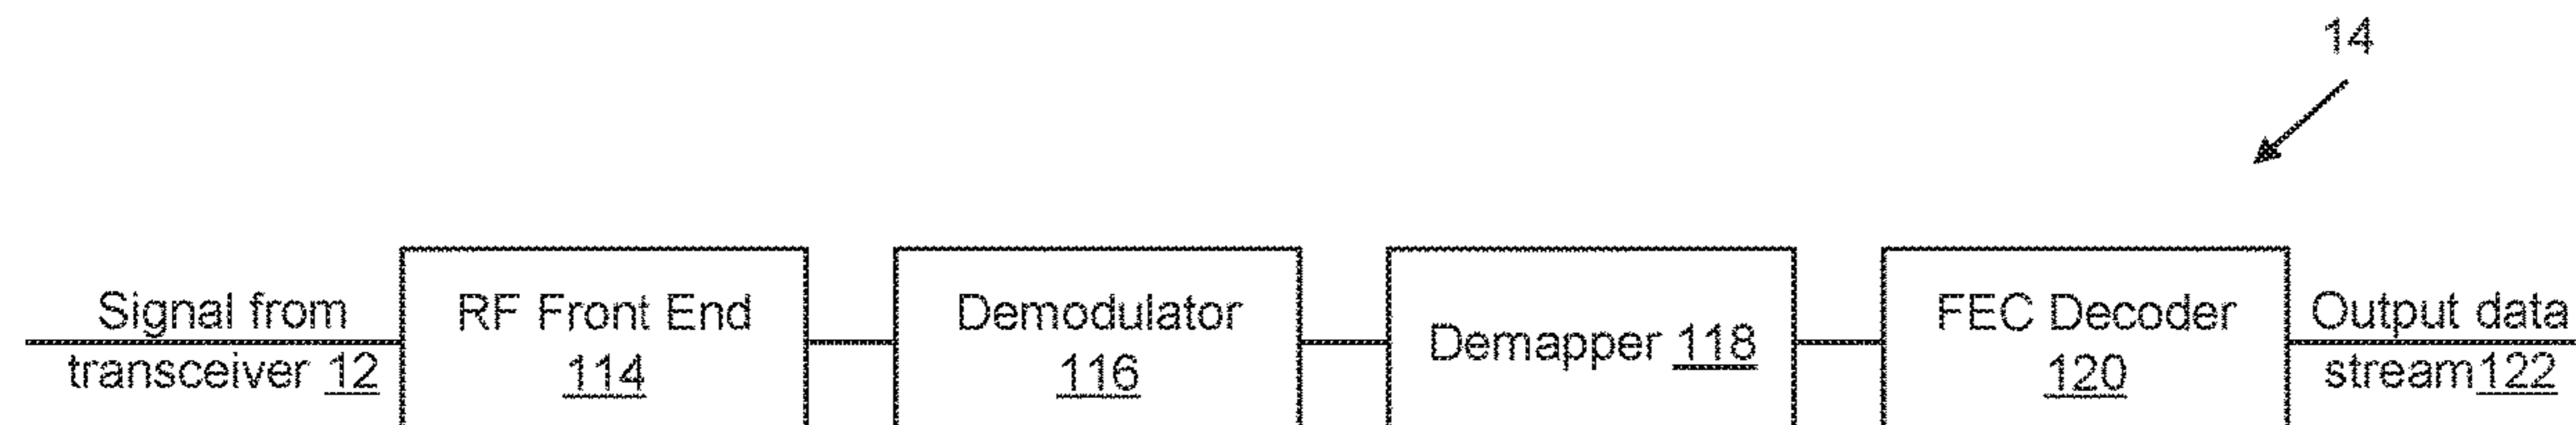 14
Signal from
transceiver 12
RF Front End
114
Demodulator
116
Demapper 118
FEC Decoder
120
Output data
stream122